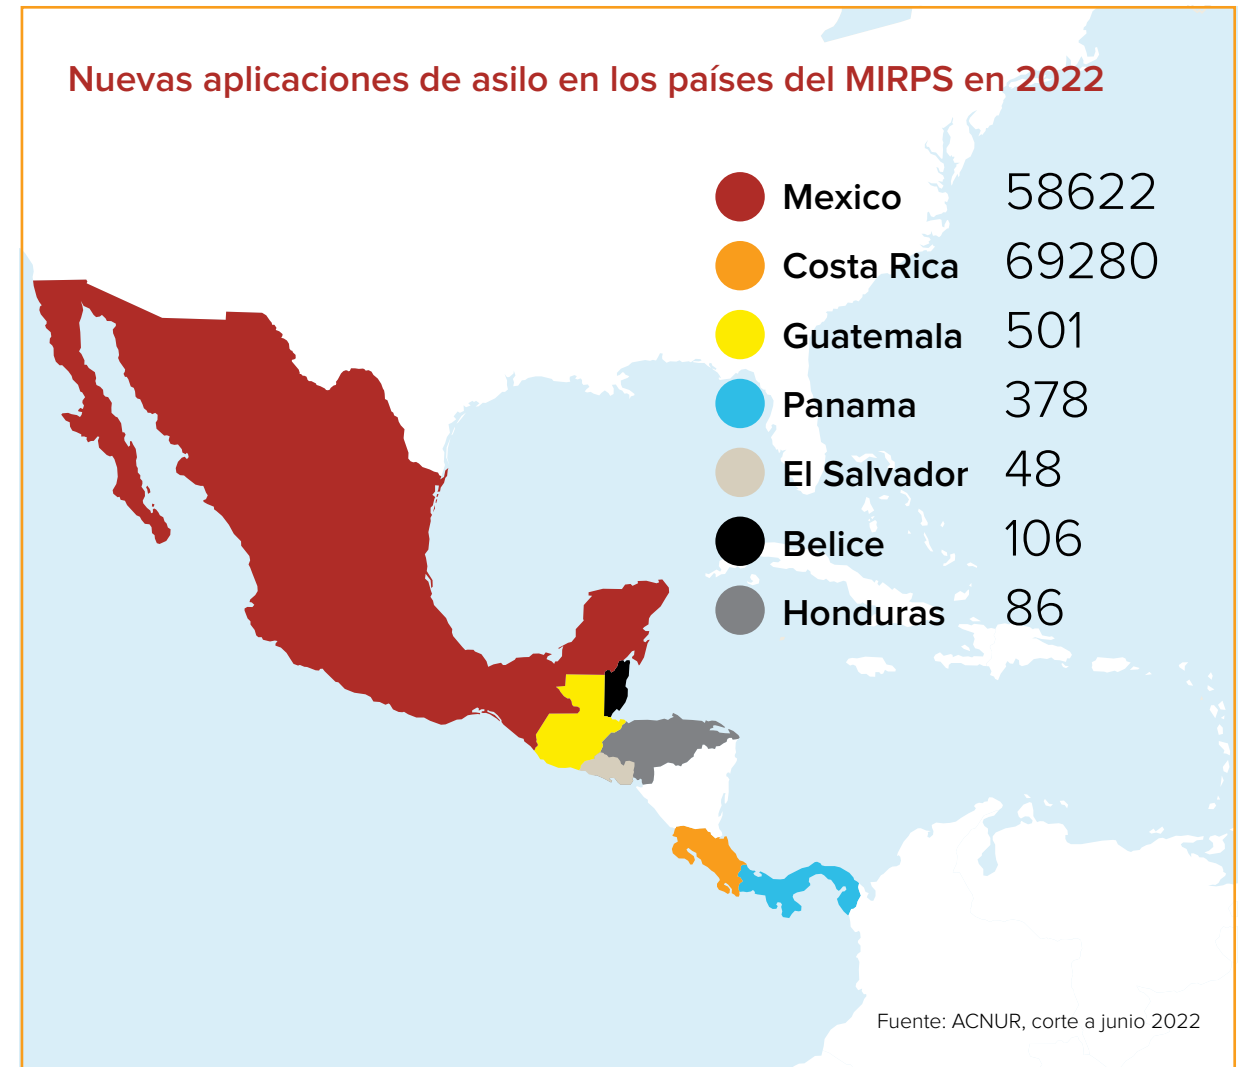 Nuevas aplicaciones de asilo en los países del MIRPS en 2022
Mexico 58622
Costa Rica 69280
Guatemala 501
Panama 378
El Salvador 48
Belice 106
Honduras 86
Fuente: ACNUR, corte a junio 2022